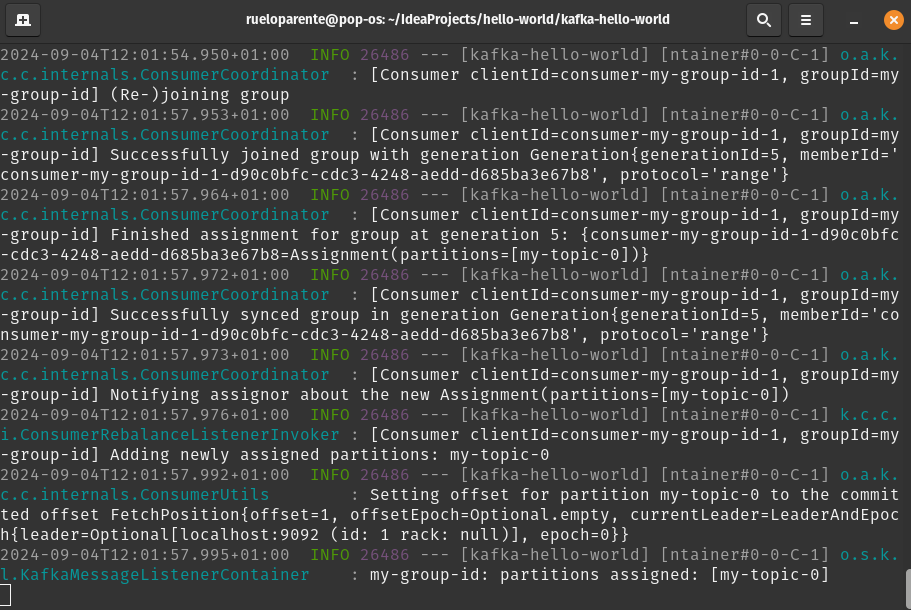 rueloparente@pop-os: ~/IdeaProjects/hello-world/kafka-hello-world
2024-09-04T12:01:54.950+01:00  INFO 26486 --- [kafka-hello-world] [ntainer#0-0-C-1] o.a.k.
c.c.internals.ConsumerCoordinator  : [Consumer clientId=consumer-my-group-id-1, groupId=my
-group-id] (Re-)joining group
2024-09-04T12:01:57.953+01:00  INFO 26486 --- [kafka-hello-world] [ntainer#0-0-C-1] o.a.k.
c.c.internals.ConsumerCoordinator  : [Consumer clientId=consumer-my-group-id-1, groupId=my
-group-id] Successfully joined group with generation Generation{generationId=5, memberId='
consumer-my-group-id-1-d90c0bfc-cdc3-4248-aedd-d685ba3e67b8', protocol='range'}
2024-09-04T12:01:57.964+01:00  INFO 26486 --- [kafka-hello-world] [ntainer#0-0-C-1] o.a.k.
c.c.internals.ConsumerCoordinator  : [Consumer clientId=consumer-my-group-id-1, groupId=my
-group-id] Finished assignment for group at generation 5: {consumer-my-group-id-1-d90c0bfc
-cdc3-4248-aedd-d685ba3e67b8=Assignment(partitions=[my-topic-0])}
2024-09-04T12:01:57.972+01:00  INFO 26486 --- [kafka-hello-world] [ntainer#0-0-C-1] o.a.k.
c.c.internals.ConsumerCoordinator  : [Consumer clientId=consumer-my-group-id-1, groupId=my
-group-id] Successfully synced group in generation Generation{generationId=5, memberId='co
nsumer-my-group-id-1-d90c0bfc-cdc3-4248-aedd-d685ba3e67b8', protocol='range'}
2024-09-04T12:01:57.973+01:00  INFO 26486 --- [kafka-hello-world] [ntainer#0-0-C-1] o.a.k.
c.c.internals.ConsumerCoordinator  : [Consumer clientId=consumer-my-group-id-1, groupId=my
-group-id] Notifying assignor about the new Assignment(partitions=[my-topic-0])
2024-09-04T12:01:57.976+01:00  INFO 26486 --- [kafka-hello-world] [ntainer#0-0-C-1] k.c.c.
i.ConsumerRebalanceListenerInvoker : [Consumer clientId=consumer-my-group-id-1, groupId=my
-group-id] Adding newly assigned partitions: my-topic-0
2024-09-04T12:01:57.992+01:00  INFO 26486 --- [kafka-hello-world] [ntainer#0-0-C-1] o.a.k.
c.c.internals.ConsumerUtils        : Setting offset for partition my-topic-0 to the commit
ted offset FetchPosition{offset=1, offsetEpoch=Optional.empty, currentLeader=LeaderAndEpoc
h{leader=Optional[localhost:9092 (id: 1 rack: null)], epoch=0}}
2024-09-04T12:01:57.995+01:00  INFO 26486 --- [kafka-hello-world] [ntainer#0-0-C-1] o.s.k.
l.KafkaMessageListenerContainer    : my-group-id: partitions assigned: [my-topic-0]